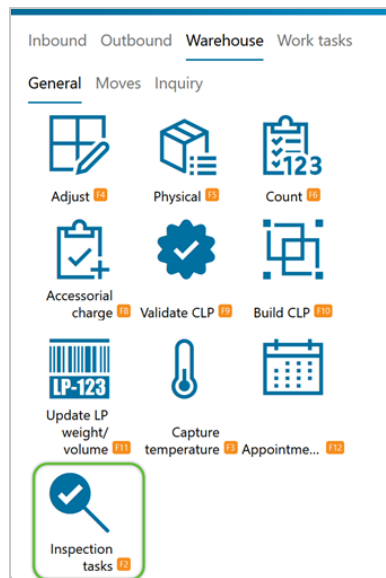 Inbound Outbound Warehouse Work tasks
General Moves Inquiry
123
Adjust F4 Physical F5 Count F6
Accessorial
charge F8 Validate CLP F9 Build CLP F10
LP-123
Update LP
weight/
volume F11 Capture
temperature F3 Appointme... F12
Inspection
tasks F2